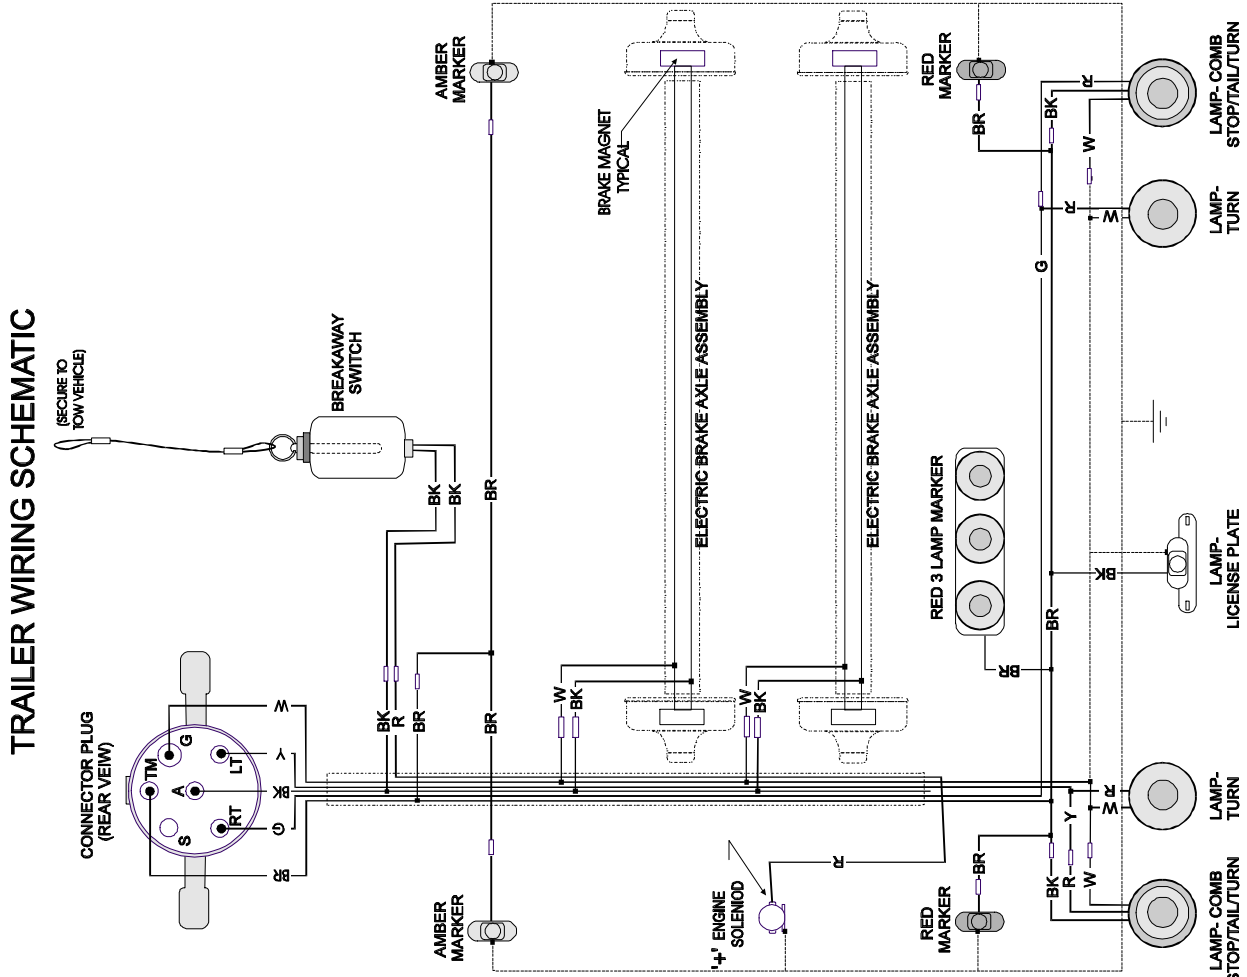 TRAILER WIRING SCHEMATIC
(SECURE TO
TOW VEHICLE)
BREAKAWAY
SWITCH
CONNECTOR PLUG
(REAR VEIW)
TM
G
A
LT
S
RT
W
Y
BK
G
BR
BK
BK
BK
R
BR
AMBER
MARKER
BR
BR
AMBER
MARKER
BRAKE MAGNET
TYPICAL
ELECTRIC BRAKE AXLE ASSEMBLY
W
BK
ELECTRIC BRAKE AXLE ASSEMBLY
W
BK
'+' ENGINE
SOLENIOD
R
RED
MARKER
BR
RED 3 LAMP MARKER
BR
RED
MARKER
BR
G
BR
BK
R
BK
W
R
W
BK
R
W
Y
R
W
LAMP- COMB
STOP/TAIL/TURN
LAMP-
TURN
LAMP-
LICENSE PLATE
LAMP-
TURN
LAMP- COMB
STOP/TAIL/TURN